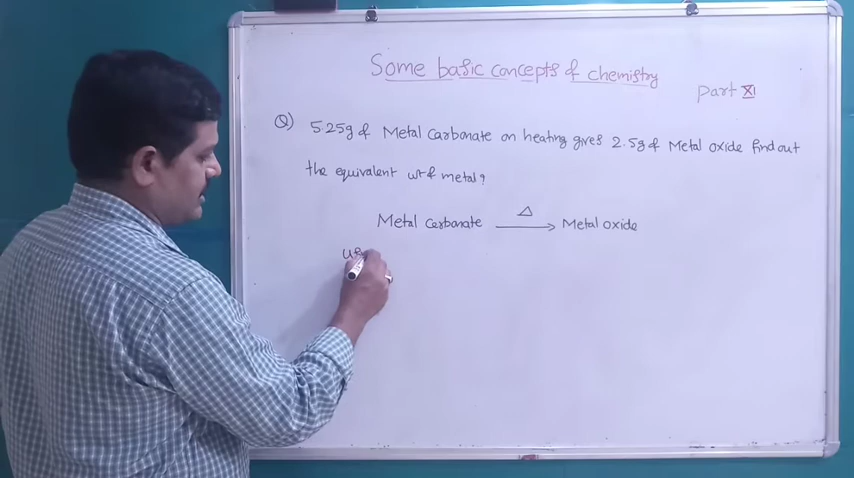 Some basic concepts of chemistry
Part XI
Q) 5.25g of Metal Carbonate on heating gives 2.5g of Metal oxide find out
the equivalent wt of metal?
Metal carbonate △ → Metal oxide